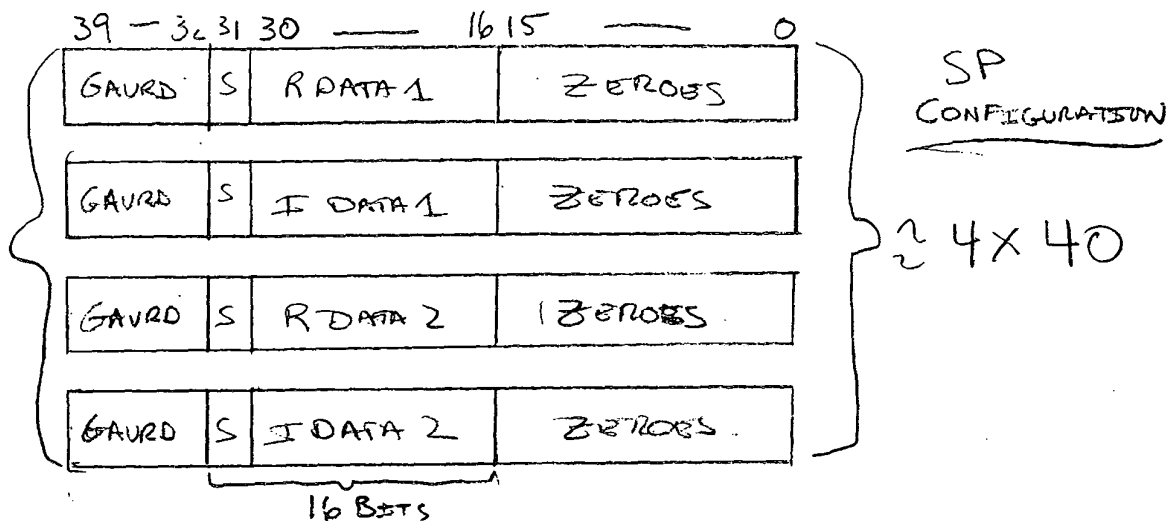 39 — 32 31 30 — 16 15 — 0
GAURD S R DATA 1 ZEROES
SP
CONFIGURATION
GAURD S I DATA 1 ZEROES
≈ 4 X 40
GAURD S R DATA 2 ZEROES
GAURD S I DATA 2 ZEROES
16 BITS